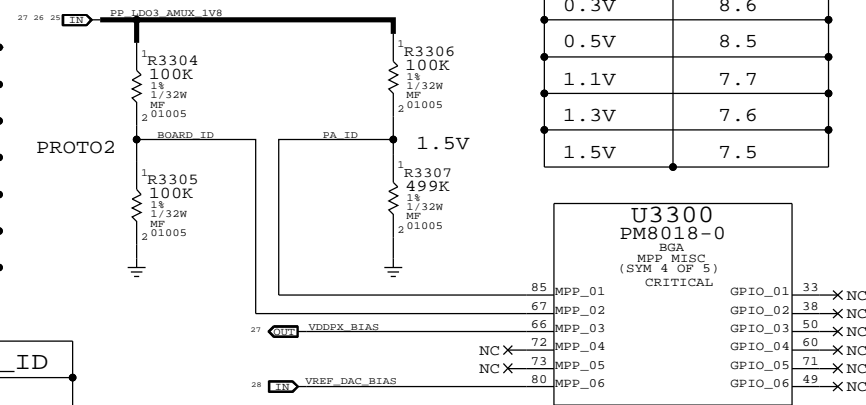 0.3V 8.6
0.5V 8.5
1.1V 7.7
1.3V 7.6
1.5V 7.5
27 26 25 IN PP_LDO3_AMUX_1V8
1
R3304
100K
1%
1/32W
MF
2 01005
1
R3306
100K
1%
1/32W
MF
2 01005
PROTO2
BOARD_ID
PA_ID
1.5V
1
R3305
100K
1%
1/32W
MF
2 01005
1
R3307
499K
1%
1/32W
MF
2 01005
U3300
PM8018-0
BGA
MPP MISC
(SYM 4 OF 5)
CRITICAL
85 MPP_01 GPIO_01 33 NC
67 MPP_02 GPIO_02 38 NC
27 OUT VDDPX_BIAS 66 MPP_03 GPIO_03 50 NC
NC 72 MPP_04 GPIO_04 60 NC
NC 73 MPP_05 GPIO_05 71 NC
28 IN VREF_DAC_BIAS 80 MPP_06 GPIO_06 49 NC
_ID